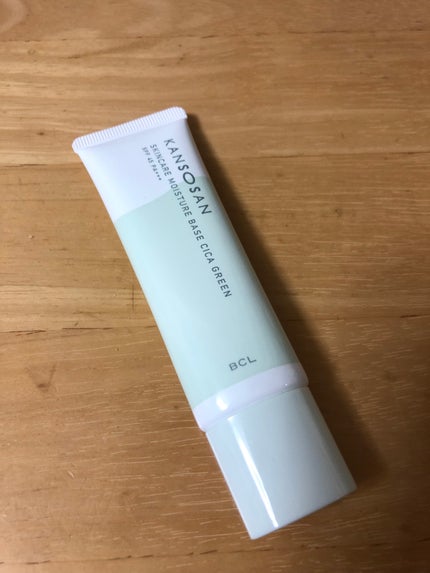 KANSOSAN
SKINCARE MOISTURE BASE CICA GREEN
SPF 45 PA+++
BCL